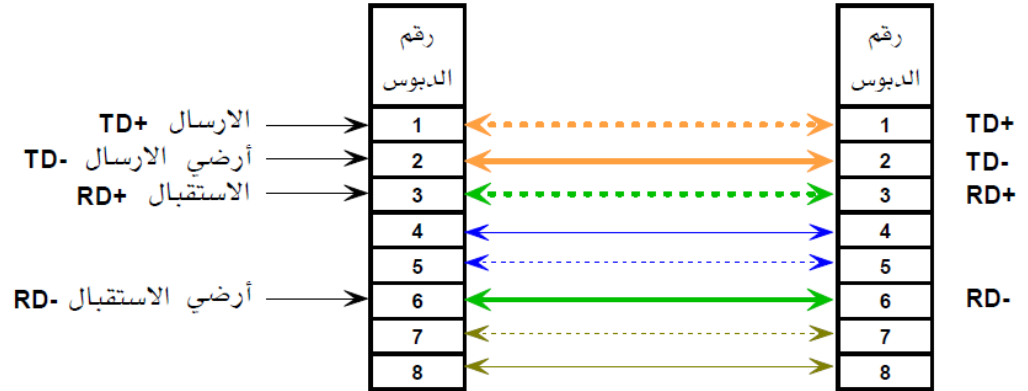 رقم الدبوس
رقم الدبوس
الارسال TD+
1
1
TD+
أرضي الارسال TD-
2
2
TD-
الاستقبال RD+
3
3
RD+
4
4
5
5
أرضي الاستقبال RD-
6
6
RD-
7
7
8
8